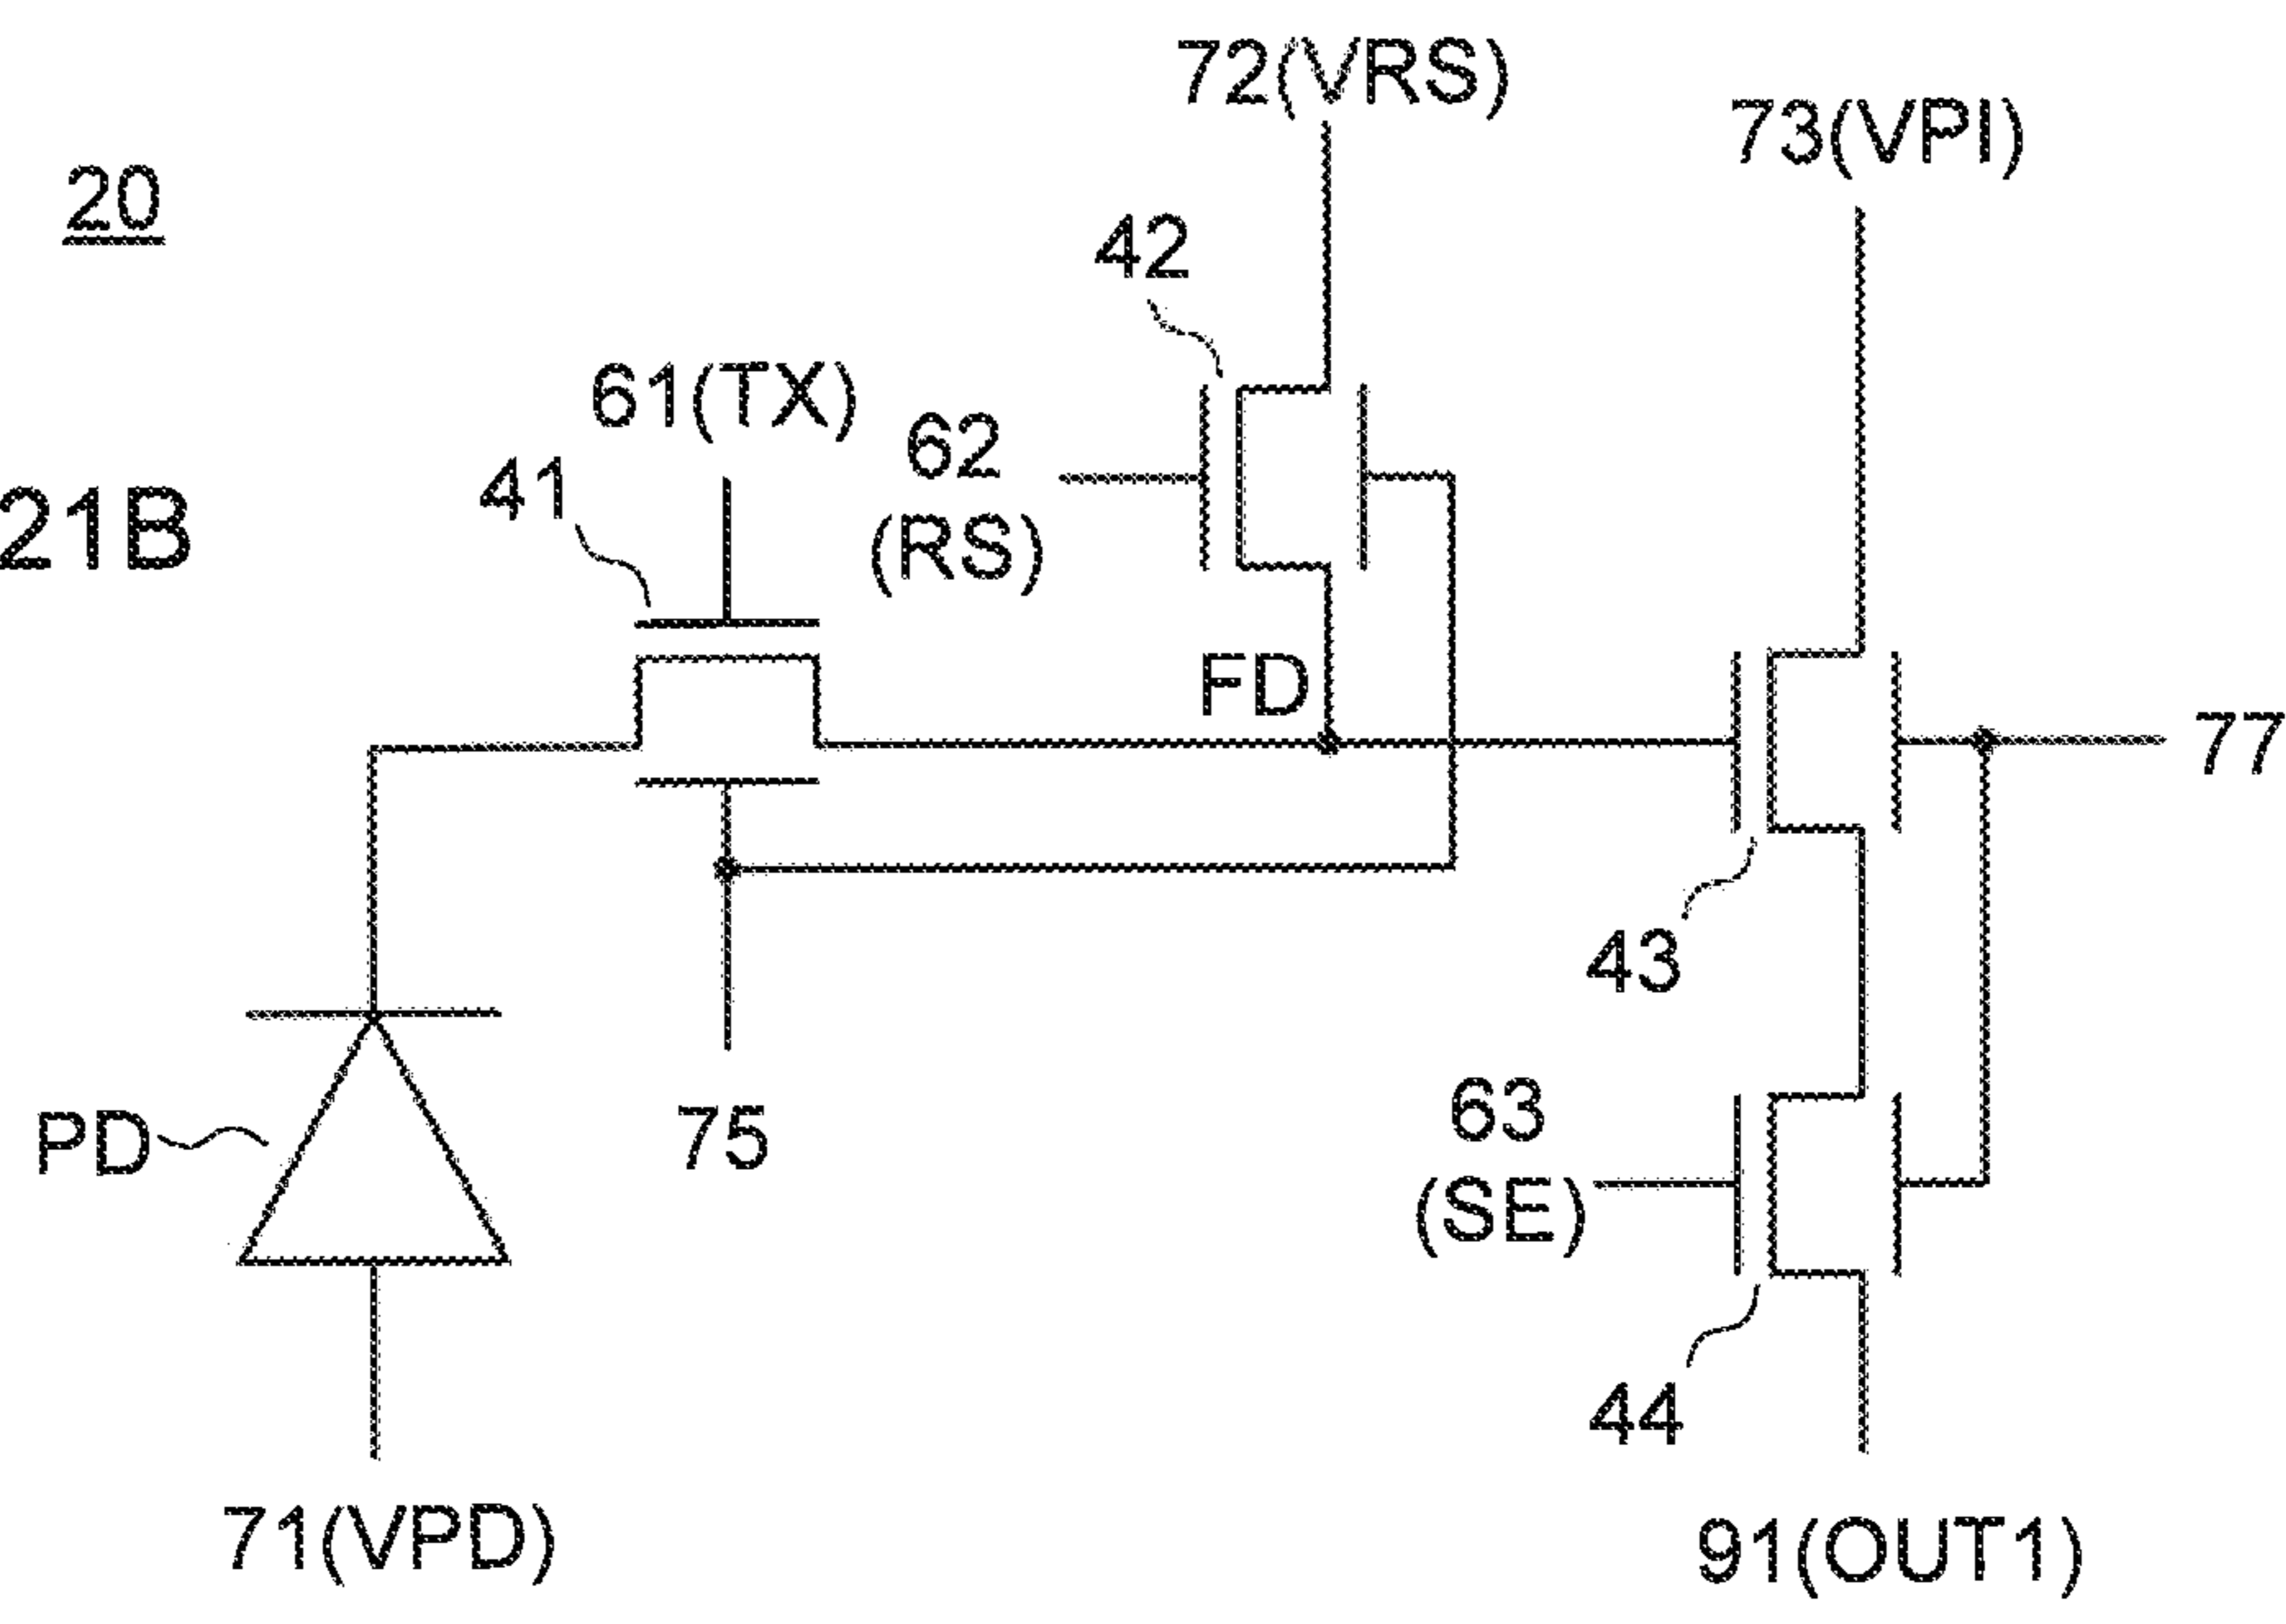 72(VRS)
73(VPI)
20
42
61(TX)
62
(RS)
41
21B
FD
77
43
75
63
(SE)
PD
44
71(VPD)
91(OUT1)